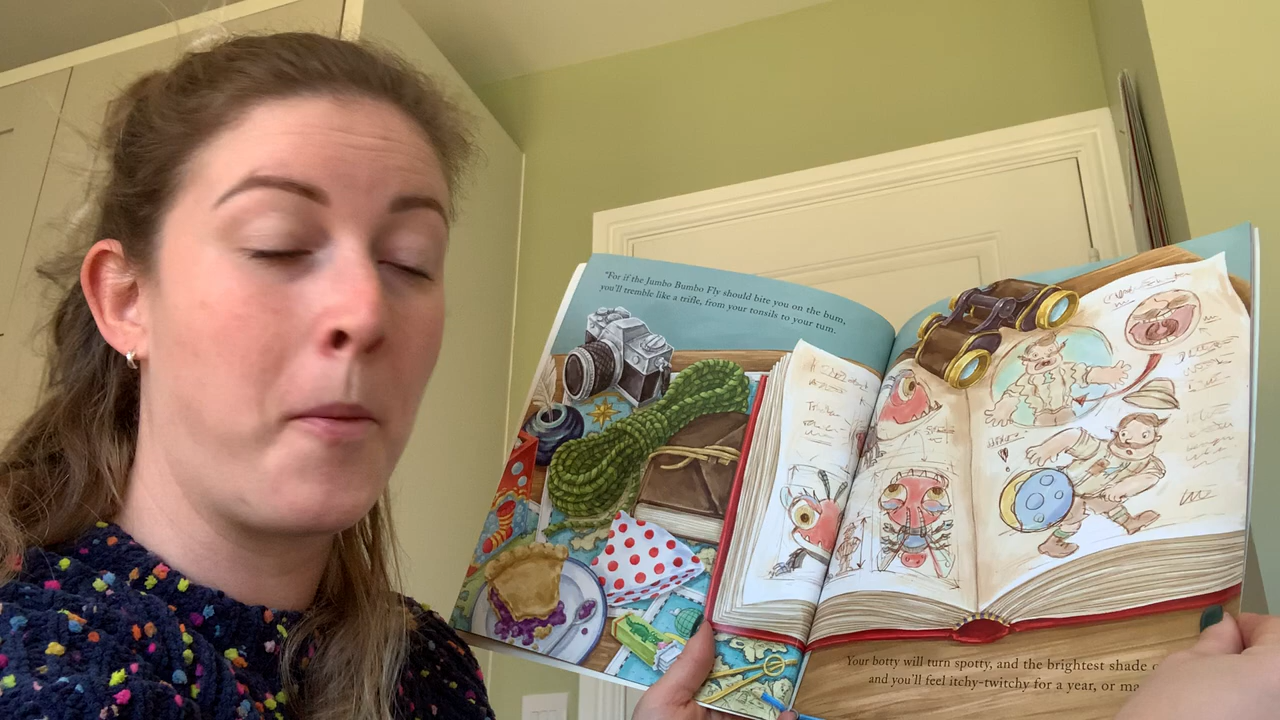 "For if the Jumbo Bumbo Fly should bite you on the bum,
you'll tremble like a trifle, from your tonsils to your tum.
Your botty will turn spotty, and the brightest shade
and you'll feel itchy-twitchy for a year, or